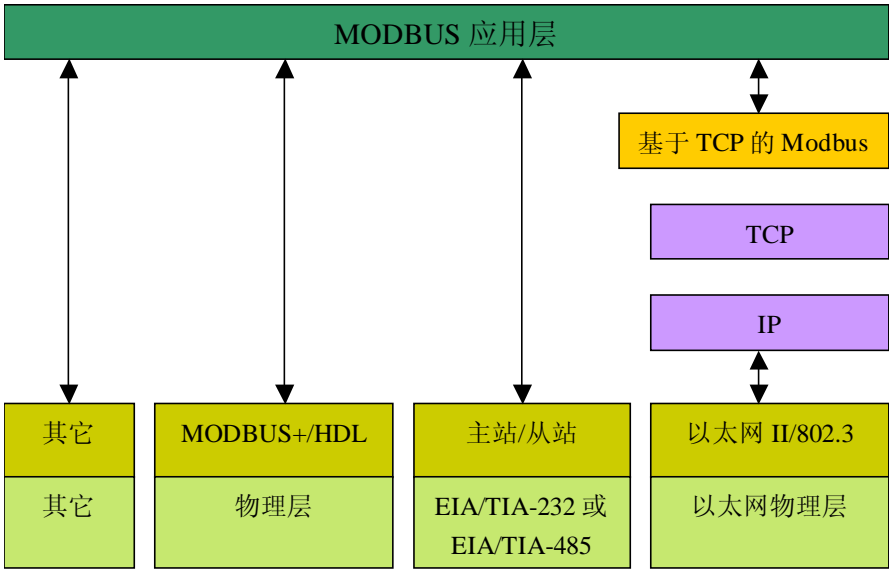 MODBUS 应用层
基于 TCP 的 Modbus
TCP
IP
其它
MODBUS+/HDL
主站/从站
以太网 II/802.3
其它
物理层
EIA/TIA-232 或
EIA/TIA-485
以太网物理层